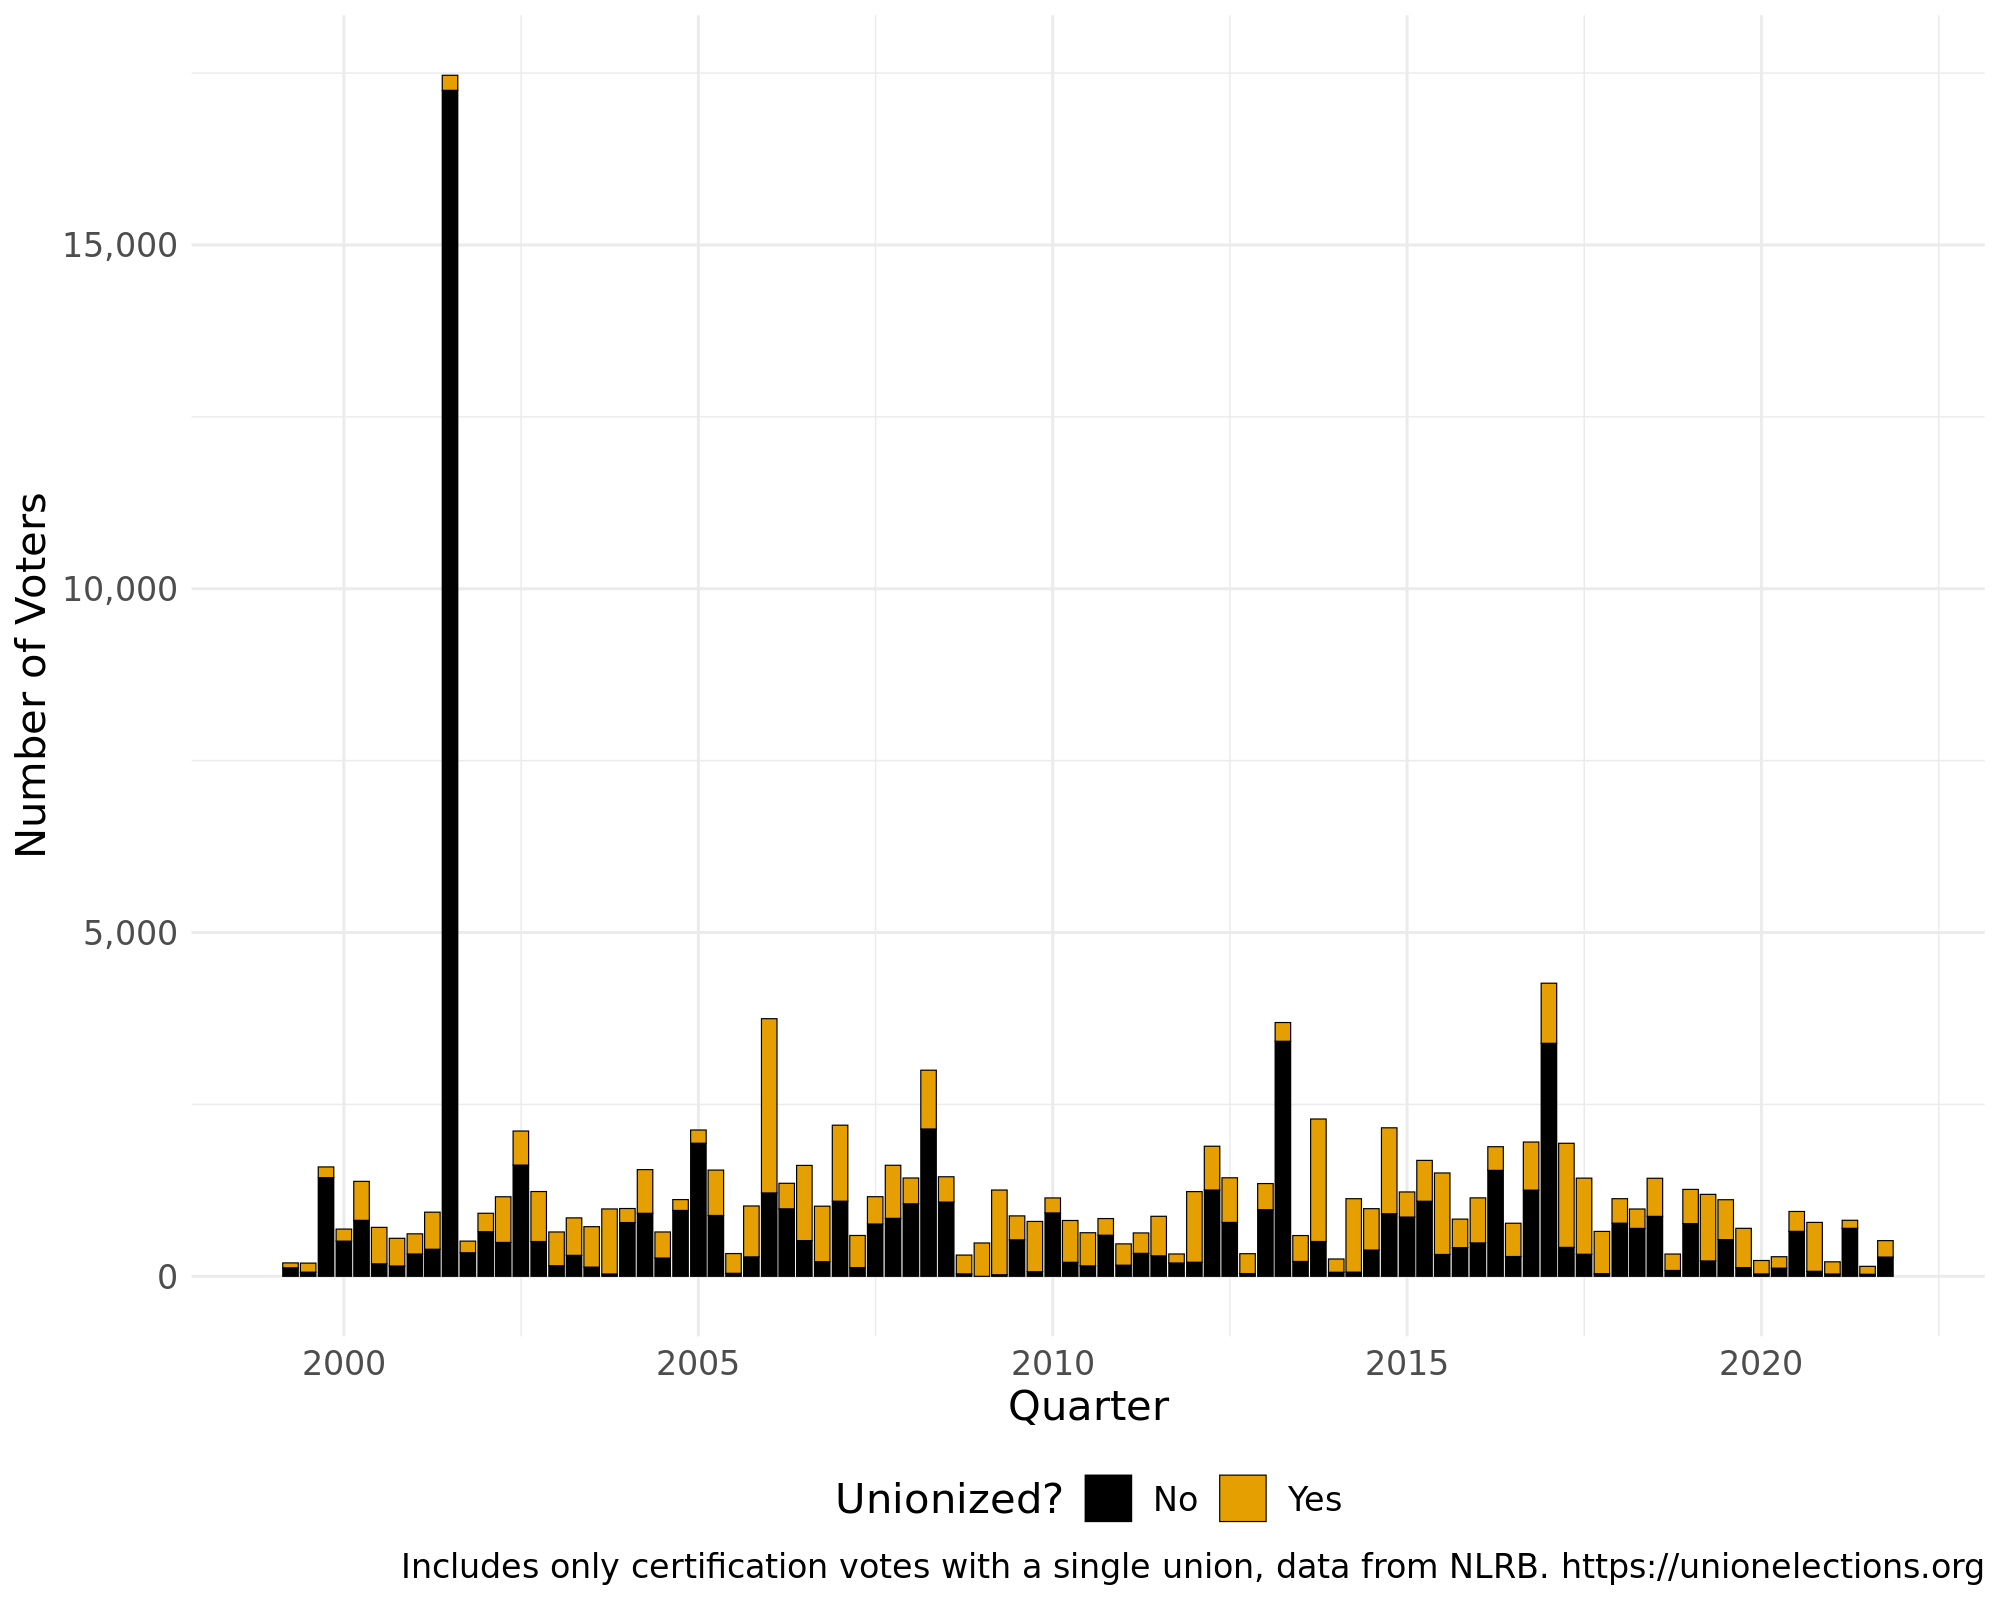 Number of Voters
15,000
10,000
5,000
0
2000 2005 2010 2015 2020
Quarter
Unionized? No Yes
Includes only certification votes with a single union, data from NLRB. https://unionelections.org